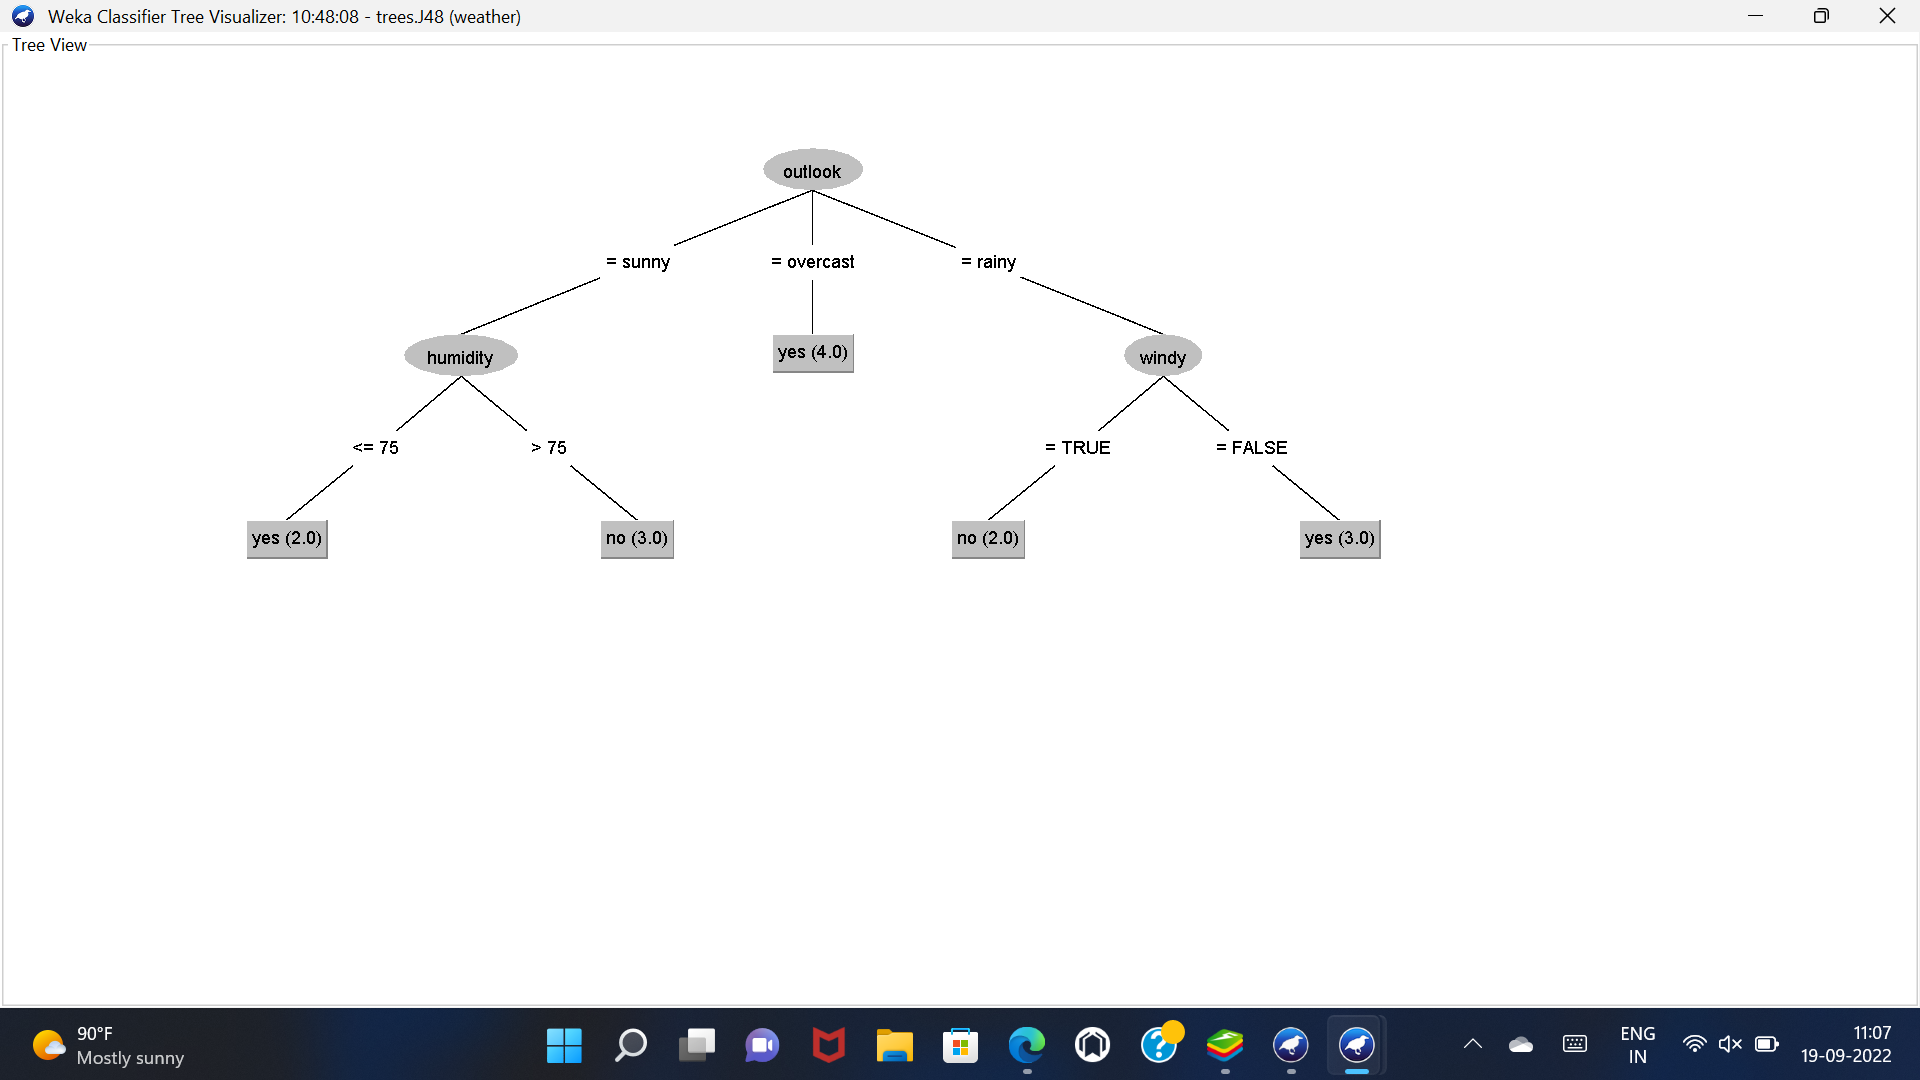 Weka Classifier Tree Visualizer: 10:48:08 - trees.J48 (weather)
Tree View
outlook
= sunny
= overcast
= rainy
humidity
yes (4.0)
windy
<= 75
> 75
= TRUE
= FALSE
yes (2.0)
no (3.0)
no (2.0)
yes (3.0)
90°F
Mostly sunny
ENG
IN
11:07
19-09-2022